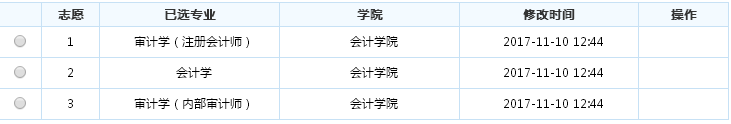 志愿 已选专业 学院 修改时间 操作
1 审计学（注册会计师） 会计学院 2017-11-10 12:44
2 会计学 会计学院 2017-11-10 12:44
3 审计学（内部审计师） 会计学院 2017-11-10 12:44